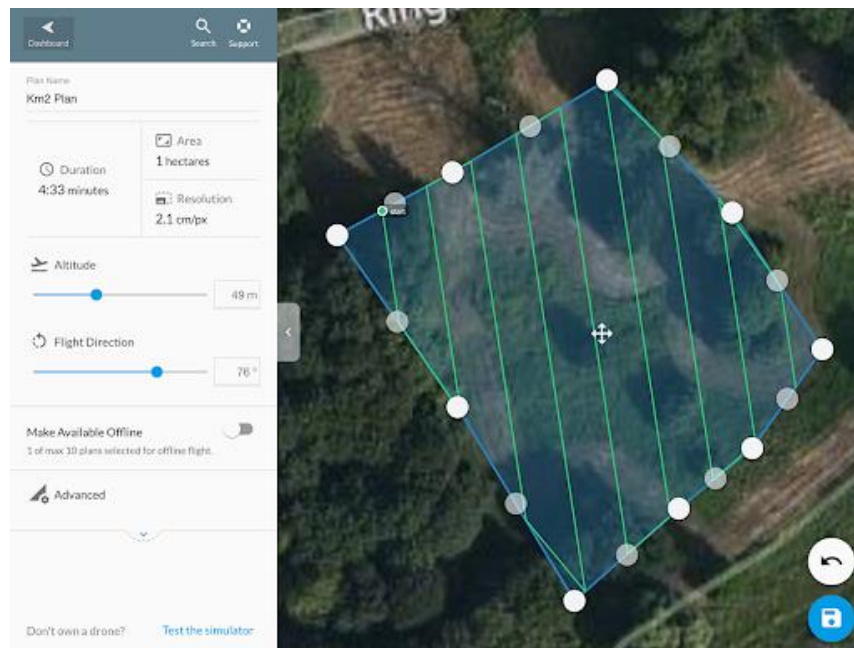 Dashboard
Search
Support
Plan Name
Km2 Plan
Duration
4:33 minutes
Area
1 hectares
Resolution
2.1 cm/px
Altitude
49 m
Flight Direction
76 °
Make Available Offline
1 of max 10 plans selected for offline flight.
Advanced
Don't own a drone?
Test the simulator
start